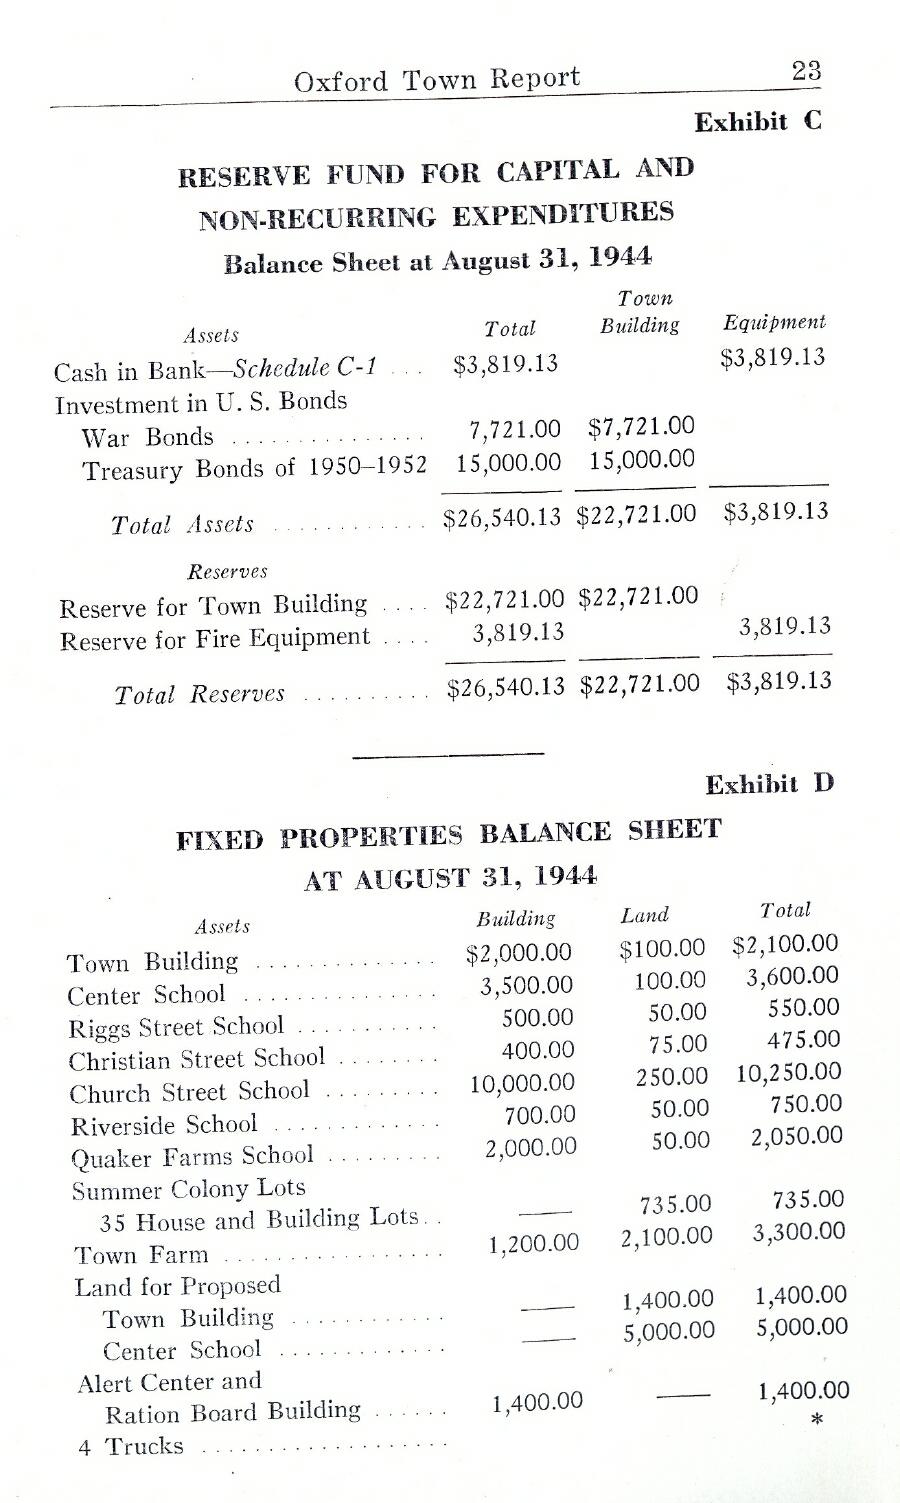 Oxford Town Report 23
Exhibit C
RESERVE FUND FOR CAPITAL AND
NON-RECURRING EXPENDITURES
Balance Sheet at August 31, 1944
Town
Assets Total Building Equipment
Cash in Bank—Schedule C-1 . . . $3,819.13 $3,819.13
Investment in U. S. Bonds
War Bonds . . . . . . . . . . . . . . . 7,721.00 $7,721.00
Treasury Bonds of 1950–1952 15,000.00 15,000.00
Total Assets . . . . . . . . . . . . $26,540.13 $22,721.00 $3,819.13
Reserves
Reserve for Town Building . . . . $22,721.00 $22,721.00
Reserve for Fire Equipment . . . . 3,819.13 3,819.13
Total Reserves . . . . . . . . . . $26,540.13 $22,721.00 $3,819.13
Exhibit D
FIXED PROPERTIES BALANCE SHEET
AT AUGUST 31, 1944
Assets Building Land Total
Town Building . . . . . . . . . . . . . . $2,000.00 $100.00 $2,100.00
Center School . . . . . . . . . . . . . . . 3,500.00 100.00 3,600.00
Riggs Street School . . . . . . . . . . . 500.00 50.00 550.00
Christian Street School . . . . . . . . 400.00 75.00 475.00
Church Street School . . . . . . . . . 10,000.00 250.00 10,250.00
Riverside School . . . . . . . . . . . . . 700.00 50.00 750.00
Quaker Farms School . . . . . . . . . 2,000.00 50.00 2,050.00
Summer Colony Lots
35 House and Building Lots. . —— 735.00 735.00
Town Farm . . . . . . . . . . . . . . . . . 1,200.00 2,100.00 3,300.00
Land for Proposed
Town Building . . . . . . . . . . . . —— 1,400.00 1,400.00
Center School . . . . . . . . . . . . . —— 5,000.00 5,000.00
Alert Center and
Ration Board Building . . . . . . 1,400.00 —— 1,400.00
4 Trucks . . . . . . . . . . . . . . . . . . . *